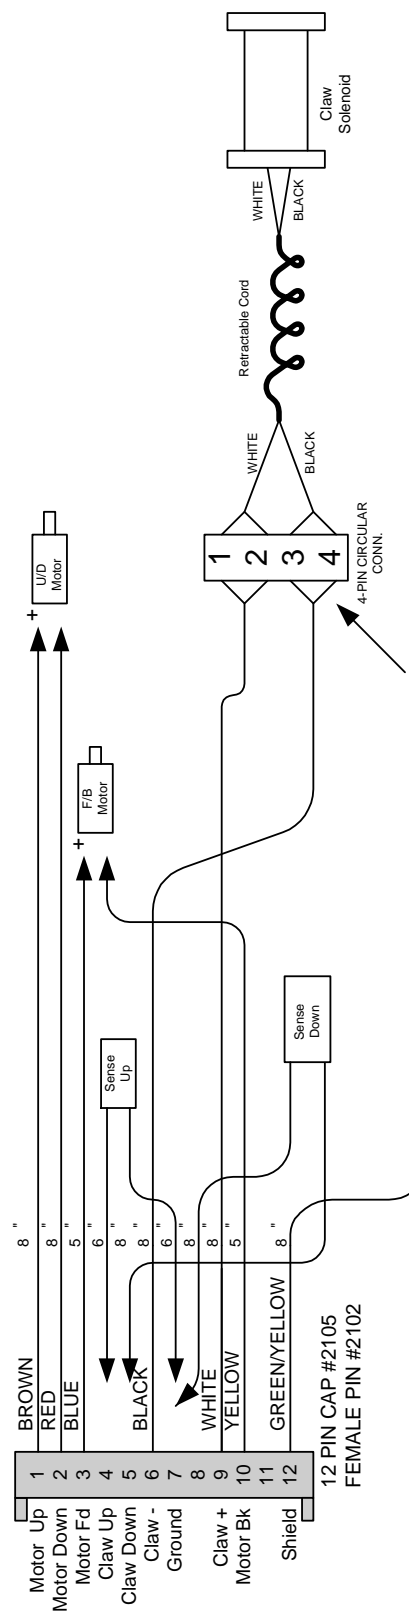 Claw
Solenoid
WHITE
BLACK
Retractable Cord
WHITE
BLACK
1
2
3
4
4-PIN CIRCULAR
CONN.
U/D
Motor
+
F/B
Motor
+
Sense
Up
Sense
Down
8 "
8 "
5 "
6 "
8 "
8 "
6 "
8 "
8 "
5 "
8 "
BROWN
RED
BLUE
BLACK
WHITE
YELLOW
GREEN/YELLOW
1
2
3
4
5
6
7
8
9
10
11
12
Motor Up
Motor Down
Motor Fd
Claw Up
Claw Down
Claw -
Ground
Claw +
Motor Bk
Shield
12 PIN CAP #2105
FEMALE PIN #2102